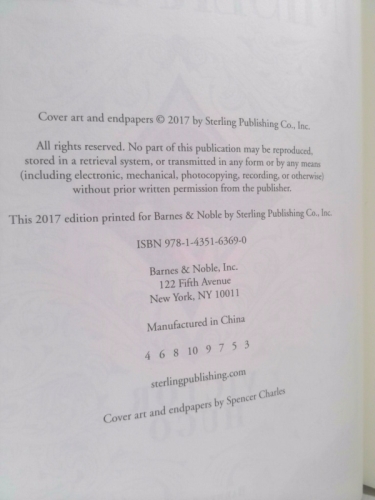 Cover art and endpapers © 2017 by Sterling Publishing Co., Inc.
All rights reserved. No part of this publication may be reproduced,
stored in a retrieval system, or transmitted in any form or by any means
(including electronic, mechanical, photocopying, recording, or otherwise)
without prior written permission from the publisher.
This 2017 edition printed for Barnes & Noble by Sterling Publishing Co., Inc.
ISBN 978-1-4351-6369-0
Barnes & Noble, Inc.
122 Fifth Avenue
New York, NY 10011
Manufactured in China
4 6 8 10 9 7 5 3
sterlingpublishing.com
Cover art and endpapers by Spencer Charles